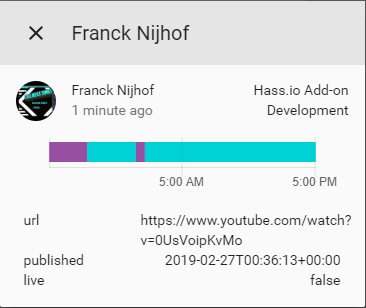 Franck Nijhof
Franck Nijhof Hass.io Add-on
1 minute ago Development
5:00 AM 5:00 PM
url https://www.youtube.com/watch?
v=0UsVoipKvMo
published 2019-02-27T00:36:13+00:00
live false